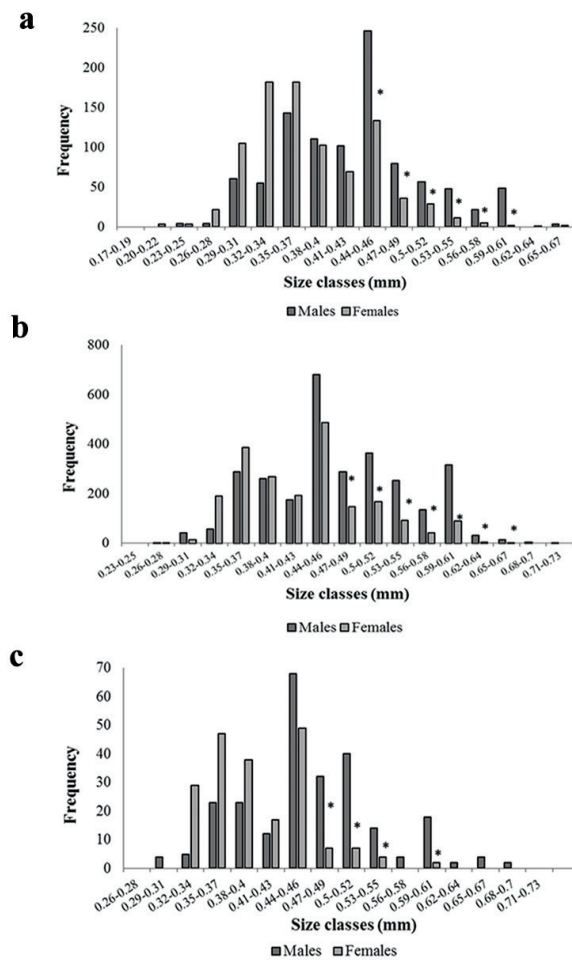 a
250
200
150
100
50
0
Frequency
*
*
*
*
*
*
0.17-0.19 0.20-0.22 0.23-0.25 0.26-0.28 0.29-0.31 0.32-0.34 0.35-0.37 0.38-0.4 0.41-0.43 0.44-0.46 0.47-0.49 0.5-0.52 0.53-0.55 0.56-0.58 0.59-0.61 0.62-0.64 0.65-0.67
Size classes (mm)
Males Females
b
800
600
400
200
0
Frequency
*
*
*
*
*
*
*
0.23-0.25 0.26-0.28 0.29-0.31 0.32-0.34 0.35-0.37 0.38-0.4 0.41-0.43 0.44-0.46 0.47-0.49 0.5-0.52 0.53-0.55 0.56-0.58 0.59-0.61 0.62-0.64 0.65-0.67 0.68-0.7 0.71-0.73
Size classes (mm)
Males Females
c
70
60
50
40
30
20
10
0
Frequency
*
*
*
*
0.26-0.28 0.29-0.31 0.32-0.34 0.35-0.37 0.38-0.4 0.41-0.43 0.44-0.46 0.47-0.49 0.5-0.52 0.53-0.55 0.56-0.58 0.59-0.61 0.62-0.64 0.65-0.67 0.68-0.7 0.71-0.73
Size classes (mm)
Males Females